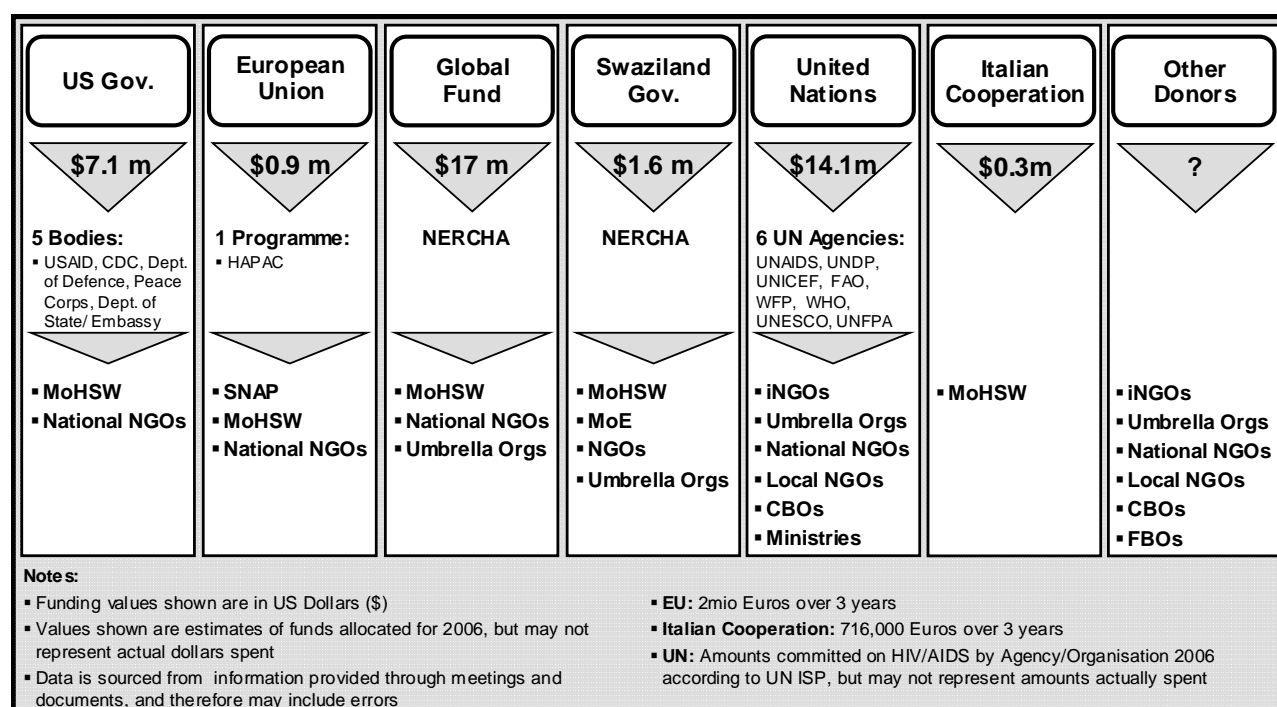 US Gov.
$7.1 m
5 Bodies:
▪ USAID, CDC, Dept.
of Defence, Peace
Corps, Dept. of
State/ Embassy
▪ MoHSW
▪ National NGOs
European
Union
$0.9 m
1 Programme:
▪ HAPAC
▪ SNAP
▪ MoHSW
▪ National NGOs
Global
Fund
$17 m
NERCHA
▪ MoHSW
▪ National NGOs
▪ Umbrella Orgs
Swaziland
Gov.
$1.6 m
NERCHA
▪ MoHSW
▪ MoE
▪ NGOs
▪ Umbrella Orgs
United
Nations
$14.1m
6 UN Agencies:
UNAIDS, UNDP,
UNICEF, FAO,
WFP, WHO,
UNESCO, UNFPA
▪ iNGOs
▪ Umbrella Orgs
▪ National NGOs
▪ Local NGOs
▪ CBOs
▪ Ministries
Italian
Cooperation
$0.3m
▪ MoHSW
Other
Donors
?
▪ iNGOs
▪ Umbrella Orgs
▪ National NGOs
▪ Local NGOs
▪ CBOs
▪ FBOs
Notes:
▪ Funding values shown are in US Dollars ($)
▪ Values shown are estimates of funds allocated for 2006, but may not
represent actual dollars spent
▪ Data is sourced from information provided through meetings and
documents, and therefore may include errors
▪ EU: 2mio Euros over 3 years
▪ Italian Cooperation: 716,000 Euros over 3 years
▪ UN: Amounts committed on HIV/AIDS by Agency/Organisation 2006
according to UN ISP, but may not represent amounts actually spent